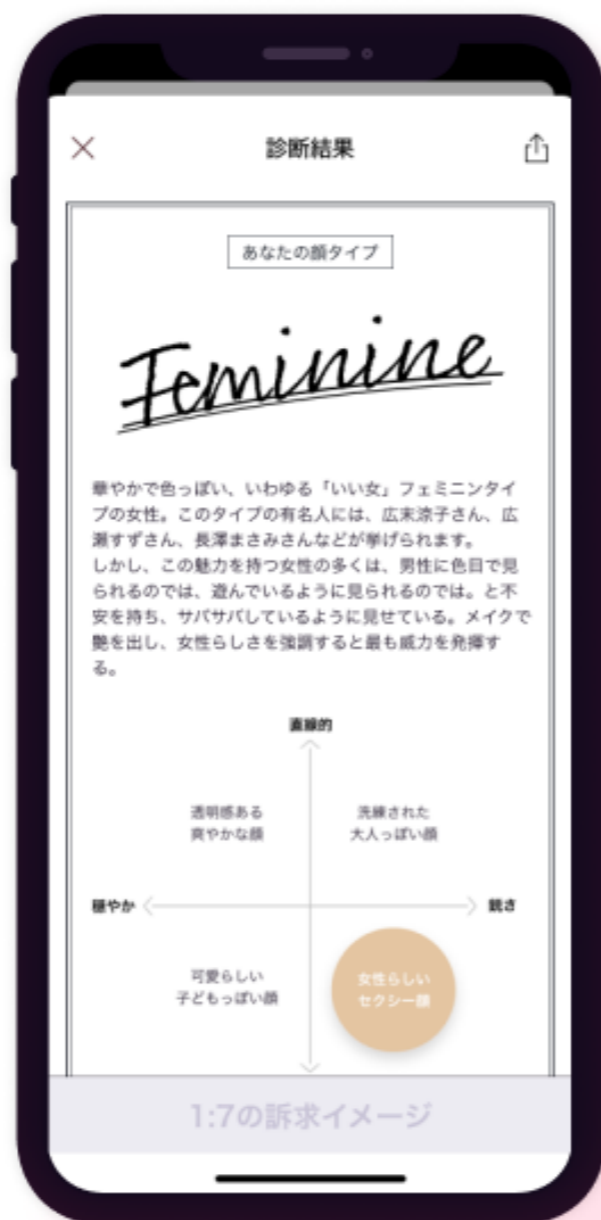 診断結果
あなたの顔タイプ
Feminine
華やかで色っぽい、いわゆる「いい女」フェミニンタイ
プの女性。このタイプの有名人には、広末涼子さん、広
瀬すずさん、長澤まさみさんなどが挙げられます。
しかし、この魅力を持つ女性の多くは、男性に色目で見
られるのでは、遊んでいるように見られるのでは。と不
安を持ち、サバサバしているように見せている。メイクで
艶を出し、女性らしさを強調すると最も威力を発揮す
る。
直線的
透明感ある
爽やかな顔
洗練された
大人っぽい顔
穏やか
鋭さ
可愛らしい
子どもっぽい顔
女性らしい
セクシー顔
1:7の訴求イメージ